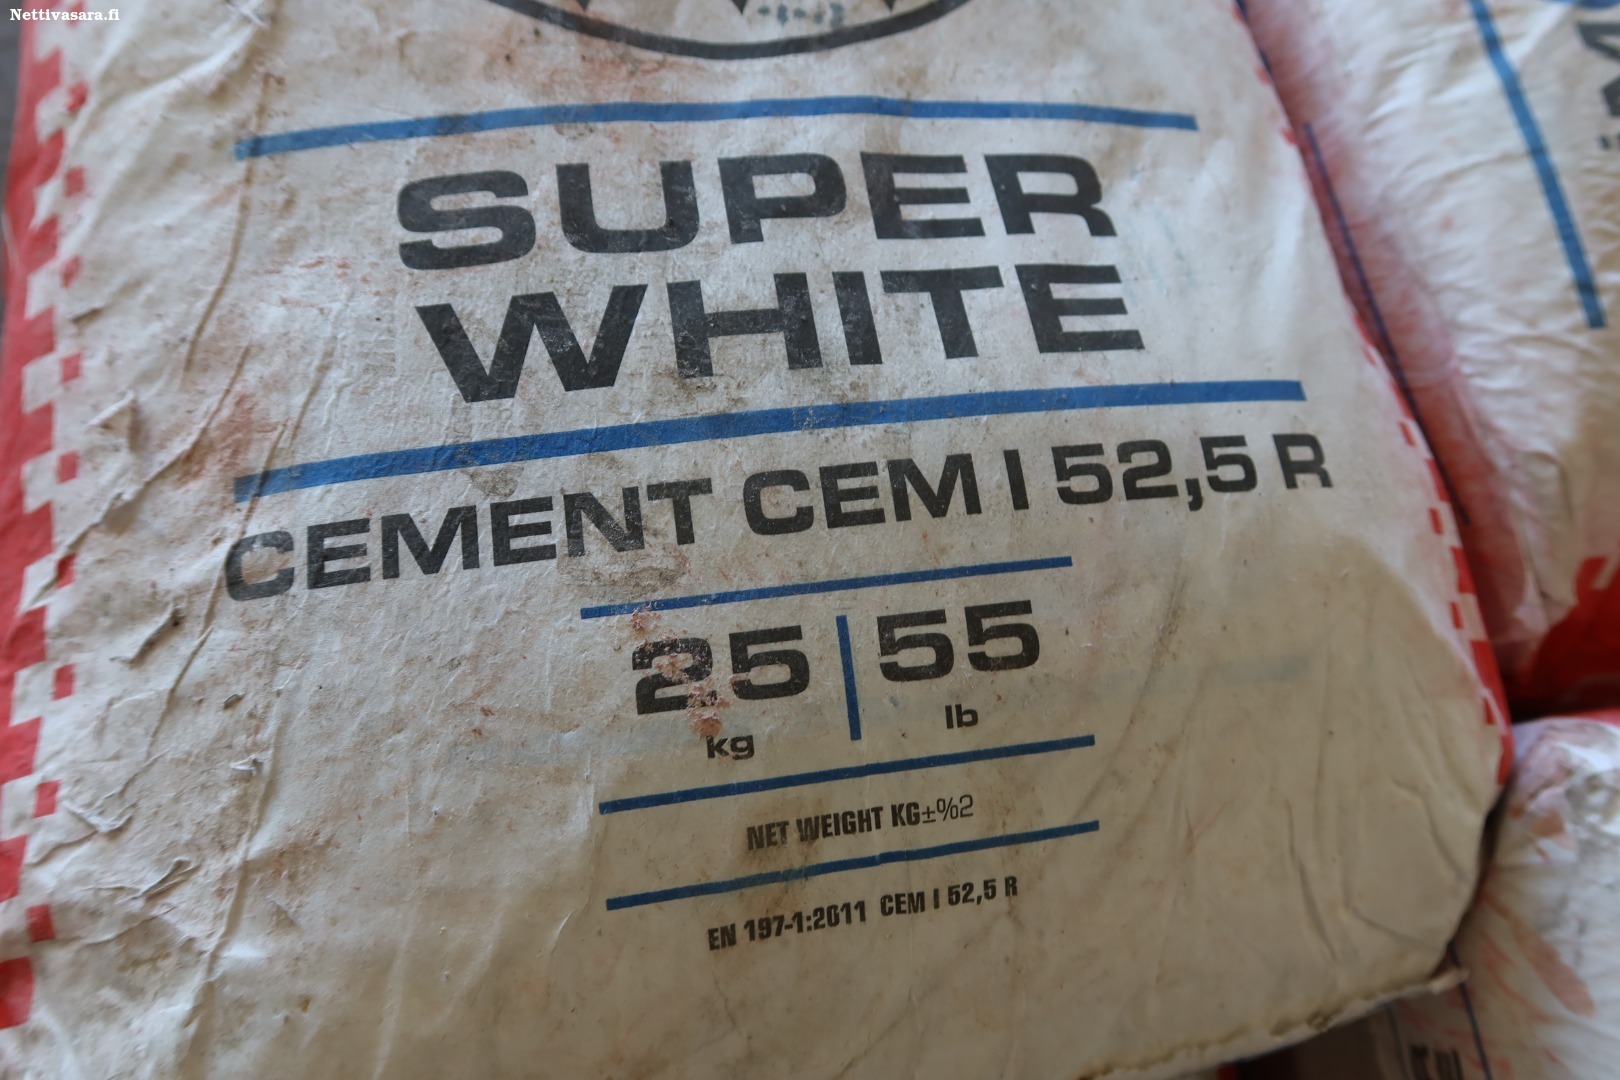 Nettivasara.fi
SUPER
WHITE
CEMENT CEM I 52,5 R
25 | 55
kg lb
NET WEIGHT KG±%2
EN 197-1:2011 CEM I 52,5 R